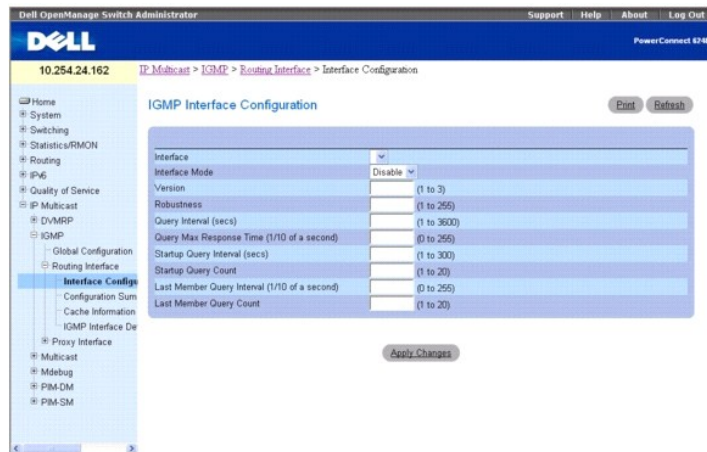 Dell OpenManage Switch Administrator
Support Help About Log Out
DELL
PowerConnect
10.254.24.162
IP Multicast > IGMP > Routing Interface > Interface Configuration
Home
System
Switching
Statistics/RMON
Routing
IPv6
Quality of Service
IP Multicast
DVMRP
IGMP
Global Configuration
Routing Interface
Interface Configu
Configuration Sum
Cache Information
IGMP Interface De
Proxy Interface
Multicast
Mdebug
PIM-DM
PIM-SM
IGMP Interface Configuration
Print Refresh
Interface
Interface Mode Disable
Version (1 to 3)
Robustness (1 to 255)
Query Interval (secs) (1 to 3600)
Query Max Response Time (1/10 of a second) (0 to 255)
Startup Query Interval (secs) (1 to 300)
Startup Query Count (1 to 20)
Last Member Query Interval (1/10 of a second) (0 to 255)
Last Member Query Count (1 to 20)
Apply Changes